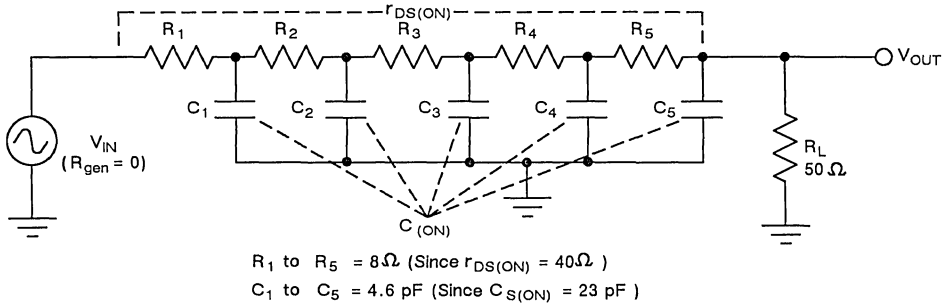 rDS(ON)
R1 R2 R3 R4 R5
VOUT
C1 C2 C3 C4 C5
VIN
(Rgen = 0)
RL
50 Ω
C(ON)
R1 to R5 = 8Ω (Since rDS(ON) = 40Ω )
C1 to C5 = 4.6 pF (Since CS(ON) = 23 pF )